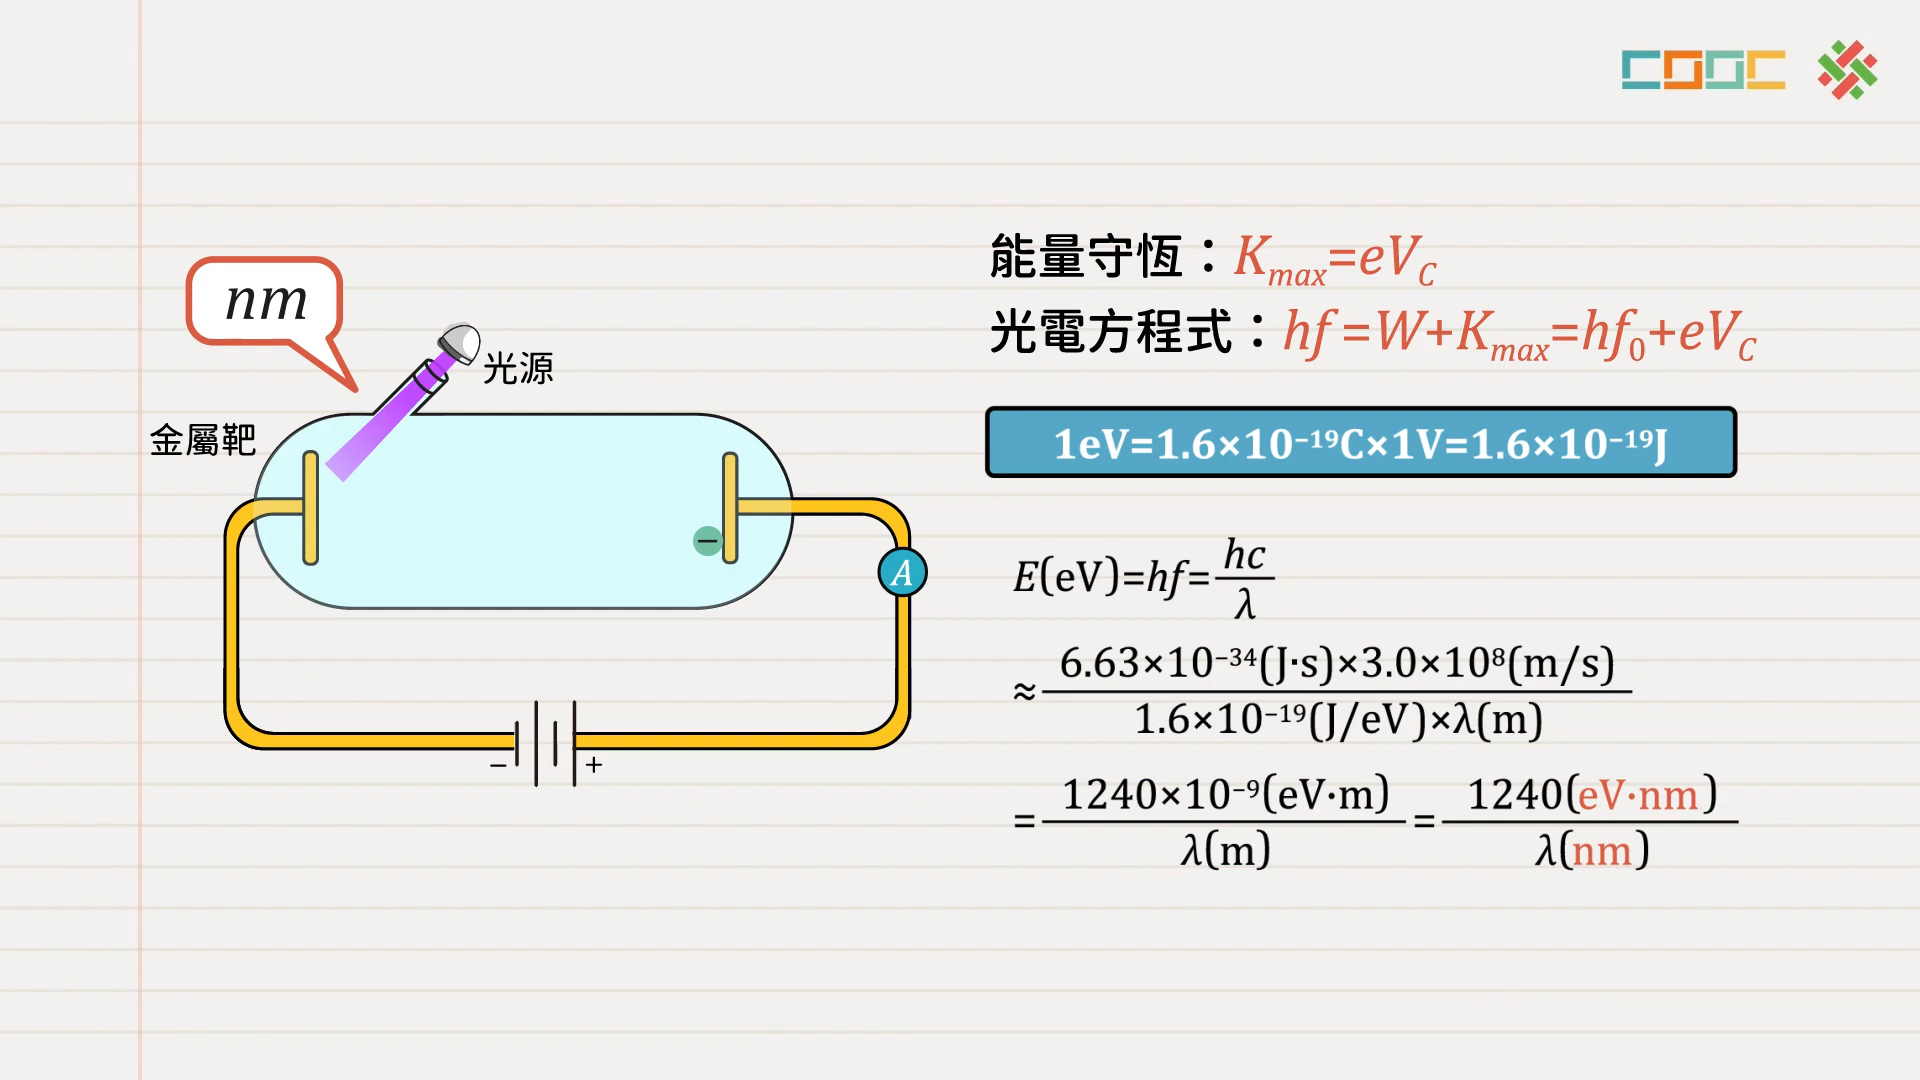 COOC
能量守恆：Kmax=eVC
光電方程式：hf=W+Kmax=hf0+eVC
nm
光源
金屬靶
1eV=1.6×10⁻¹⁹C×1V=1.6×10⁻¹⁹J
−
A
E(eV)=hf=hc/λ
≈6.63×10⁻³⁴(J·s)×3.0×10⁸(m/s)/1.6×10⁻¹⁹(J/eV)×λ(m)
− +
=1240×10⁻⁹(eV·m)/λ(m)=1240(eV·nm)/λ(nm)